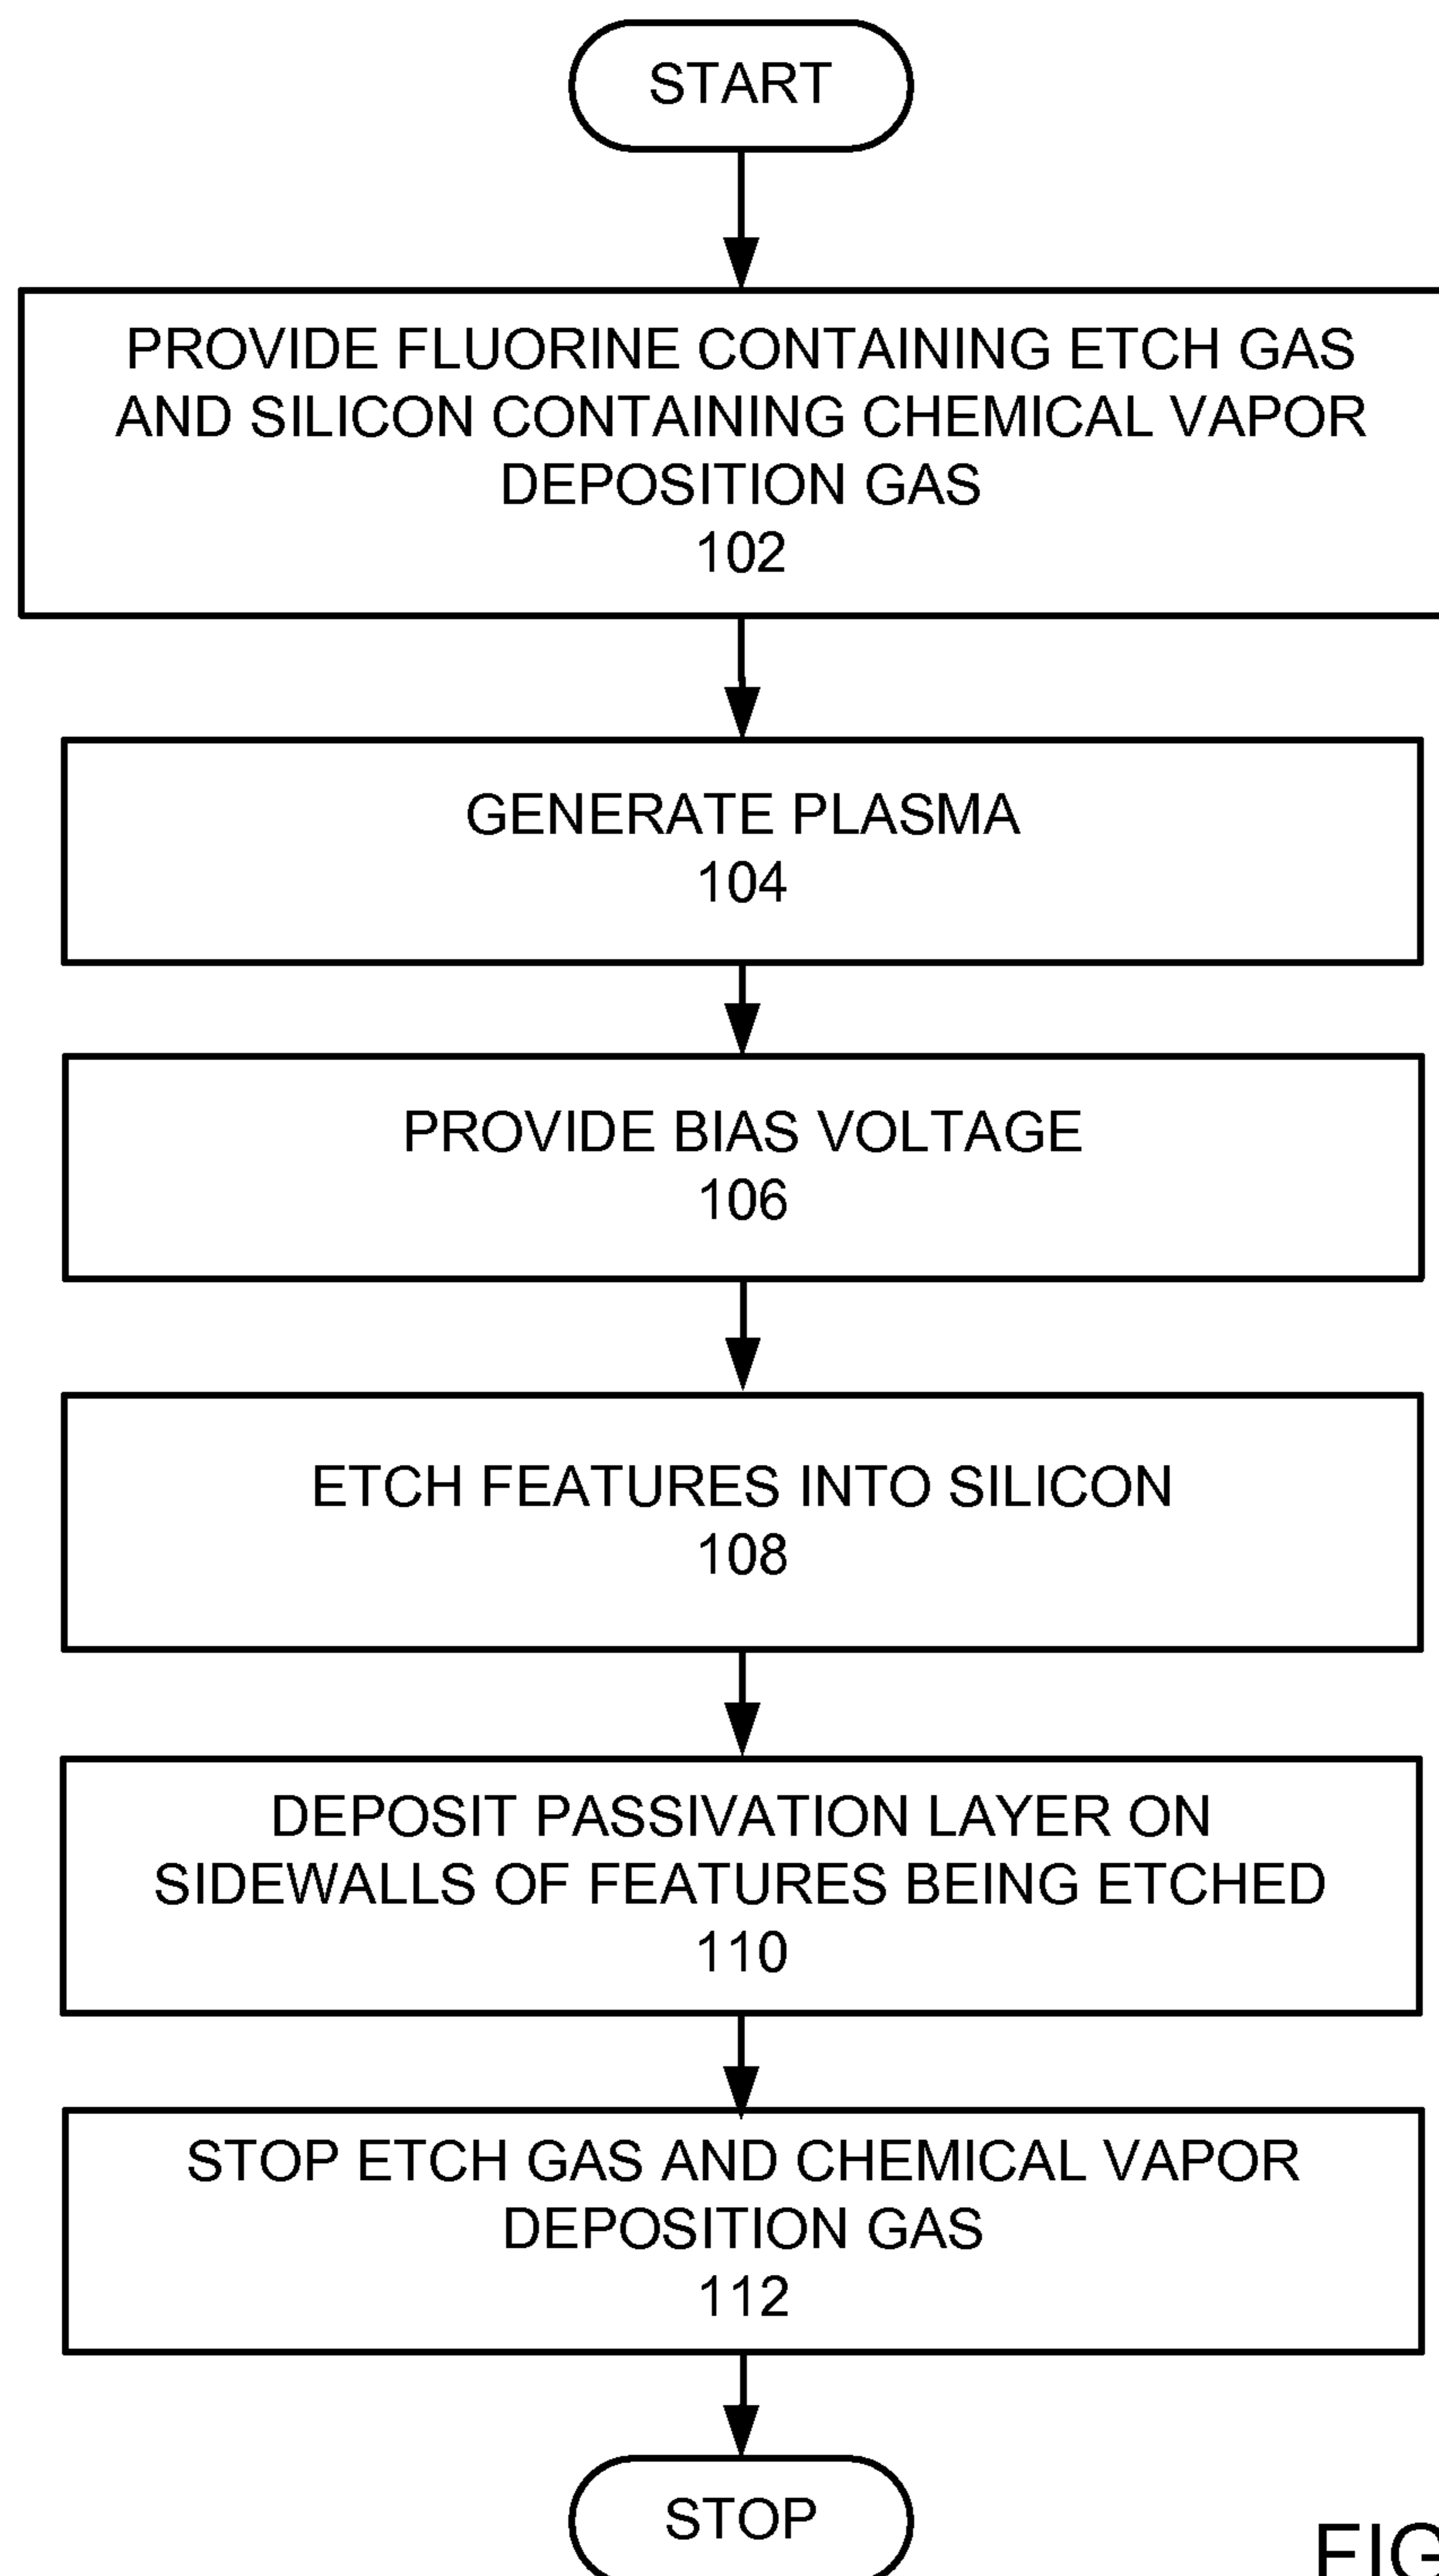 START
PROVIDE FLUORINE CONTAINING ETCH GAS
AND SILICON CONTAINING CHEMICAL VAPOR
DEPOSITION GAS
102
GENERATE PLASMA
104
PROVIDE BIAS VOLTAGE
106
ETCH FEATURES INTO SILICON
108
DEPOSIT PASSIVATION LAYER ON
SIDEWALLS OF FEATURES BEING ETCHED
110
STOP ETCH GAS AND CHEMICAL VAPOR
DEPOSITION GAS
112
STOP
FIG